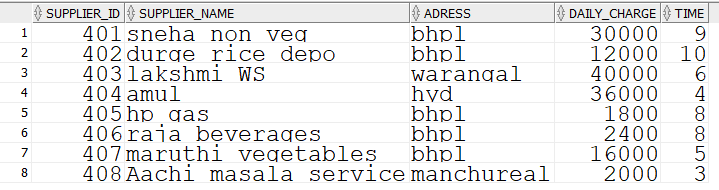 SUPPLIER_ID SUPPLIER_NAME ADRESS DAILY_CHARGE TIME
1 401 sneha non veg bhpl 30000 9
2 402 durge rice depo bhpl 12000 10
3 403 lakshmi WS warangal 40000 6
4 404 amul hyd 36000 4
5 405 hp gas bhpl 1800 8
6 406 raja beverages bhpl 2400 8
7 407 maruthi vegetables bhpl 16000 5
8 408 Aachi masala service manchureal 2000 3